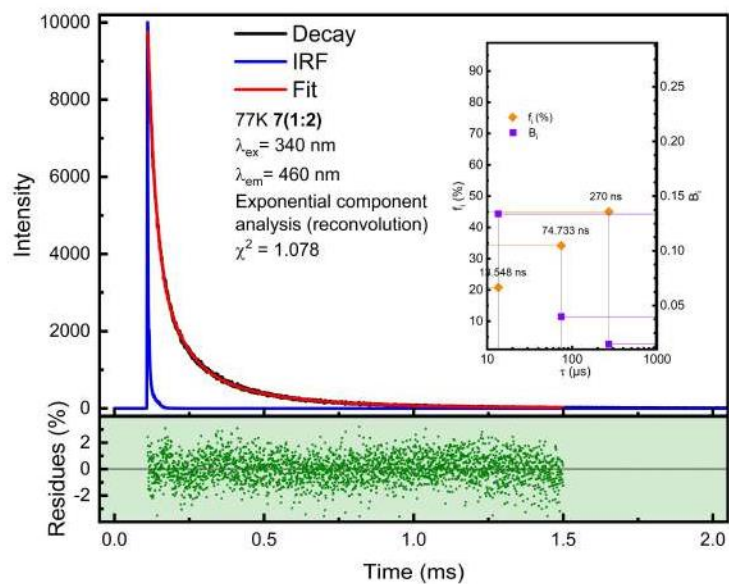 10000
8000
6000
4000
2000
0
Intensity
Decay
IRF
Fit
77K 7(1:2)
λex= 340 nm
λem= 460 nm
Exponential component
analysis (reconvolution)
χ² = 1.078
90
80
70
60
50
40
30
20
10
fi (%)
fi (%)
Bi
270 ns
74.733 ns
13.548 ns
0.25
0.20
0.15
0.10
0.05
Bi
10 100 1000
τ (µs)
2
0
-2
Residues (%)
0.0 0.5 1.0 1.5 2.0
Time (ms)